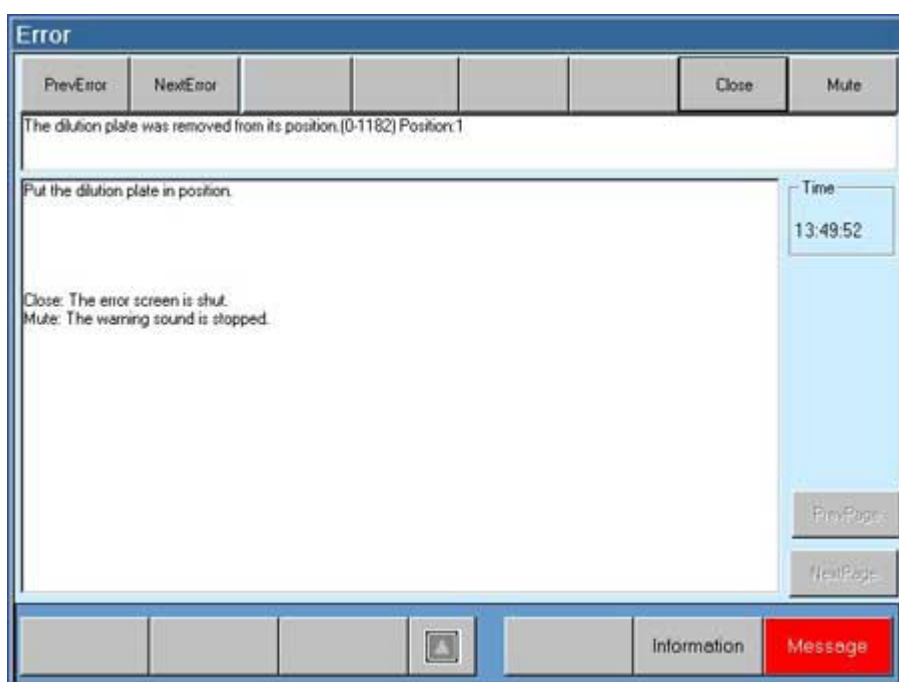 Error
PrevError NextError Close Mute
The dilution plate was removed from its position.(0-1182) Position:1
Put the dilution plate in position.
Time
13:49:52
Close: The error screen is shut.
Mute: The warning sound is stopped.
PrevPage
NextPage
Information Message